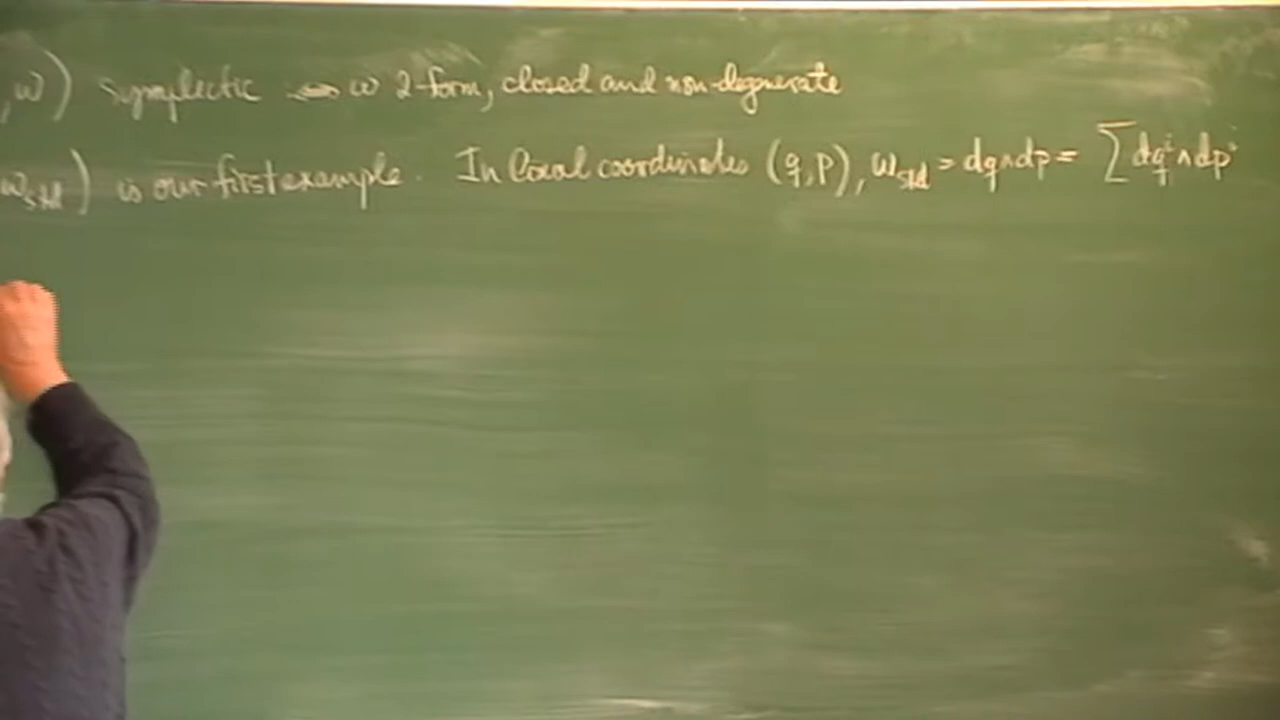 ,ω) symplectic ⟵ ω 2-form, closed and non-degenerate
ω_std) is our first example. In local coordinates (q,p), ω_std = dq∧dp = ∑ dq^i∧dp^i